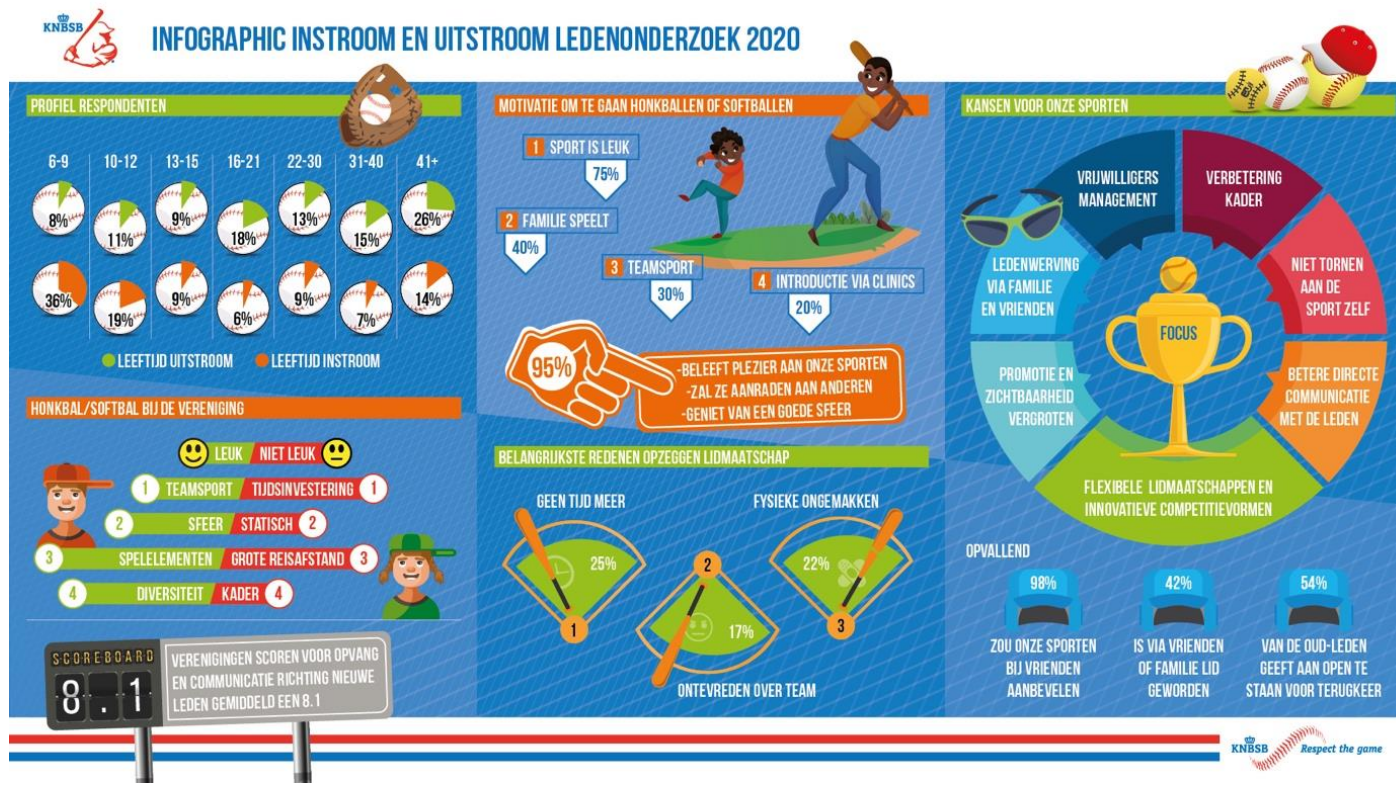 KNBSB
INFOGRAPHIC INSTROOM EN UITSTROOM LEDENONDERZOEK 2020
PROFIEL RESPONDENTEN
6-9 10-12 13-15 16-21 22-30 31-40 41+
8% 11% 9% 18% 13% 15% 26%
36% 19% 9% 6% 9% 7% 14%
LEEFTIJD UITSTROOM LEEFTIJD INSTROOM
HONKBAL/SOFTBAL BIJ DE VERENIGING
LEUK NIET LEUK
1 TEAMSPORT TIJDSINVESTERING 1
2 SFEER STATISCH 2
3 SPELELEMENTEN GROTE REISAFSTAND 3
4 DIVERSITEIT KADER 4
SCOREBOARD
8.1
VERENIGINGEN SCOREN VOOR OPVANG
EN COMMUNICATIE RICHTING NIEUWE
LEDEN GEMIDDELD EEN 8.1
MOTIVATIE OM TE GAAN HONKBALLEN OF SOFTBALLEN
1 SPORT IS LEUK
75%
2 FAMILIE SPEELT
40%
3 TEAMSPORT
30%
4 INTRODUCTIE VIA CLINICS
20%
95%
-BELEEFT PLEZIER AAN ONZE SPORTEN
-ZAL ZE AANRADEN AAN ANDEREN
-GENIET VAN EEN GOEDE SFEER
BELANGRIJKSTE REDENEN OPZEGGEN LIDMAATSCHAP
GEEN TIJD MEER
25%
1
2
17%
ONTEVREDEN OVER TEAM
FYSIEKE ONGEMAKKEN
22%
3
KANSEN VOOR ONZE SPORTEN
VRIJWILLIGERS
MANAGEMENT
VERBETERING
KADER
LEDENWERVING
VIA FAMILIE
EN VRIENDEN
NIET TORNEN
AAN DE
SPORT ZELF
FOCUS
PROMOTIE EN
ZICHTBAARHEID
VERGROTEN
BETERE DIRECTE
COMMUNICATIE
MET DE LEDEN
FLEXIBELE LIDMAATSCHAPPEN EN
INNOVATIEVE COMPETITIEVORMEN
OPVALLEND
98%
ZOU ONZE SPORTEN
BIJ VRIENDEN
AANBEVELEN
42%
IS VIA VRIENDEN
OF FAMILIE LID
GEWORDEN
54%
VAN DE OUD-LEDEN
GEEFT AAN OPEN TE
STAAN VOOR TERUGKEER
KNBSB Respect the game